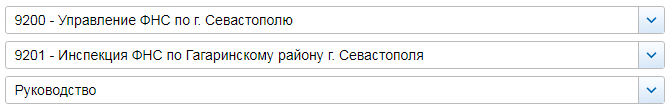 9200 - Управление ФНС по г. Севастополю
9201 - Инспекция ФНС по Гагаринскому району г. Севастополя
Руководство